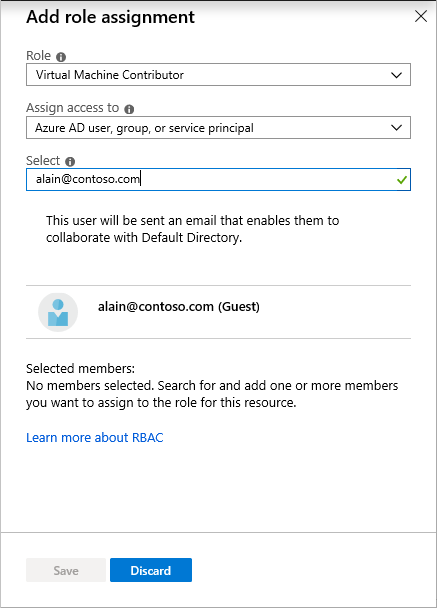 Add role assignment
Role
Virtual Machine Contributor
Assign access to
Azure AD user, group, or service principal
Select
alain@contoso.com
This user will be sent an email that enables them to
collaborate with Default Directory.
alain@contoso.com (Guest)
Selected members:
No members selected. Search for and add one or more members
you want to assign to the role for this resource.
Learn more about RBAC
Save
Discard